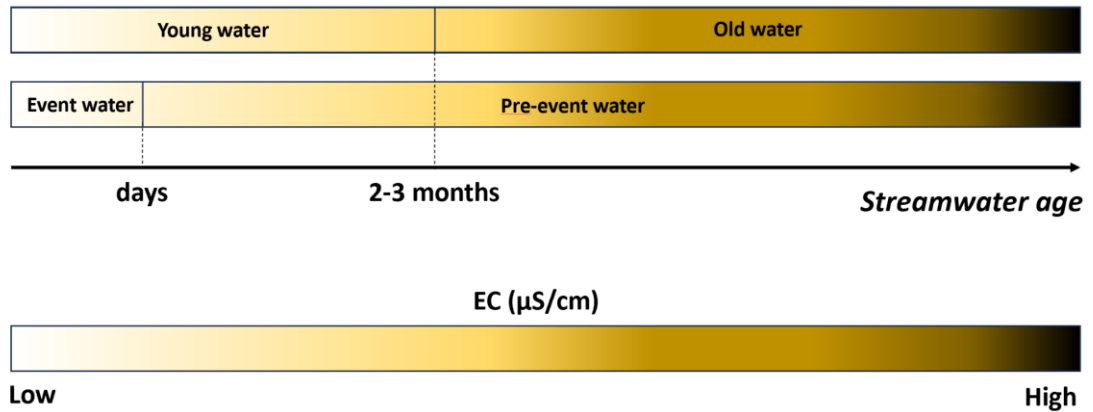 Young water Old water
Event water Pre-event water
days 2-3 months
Streamwater age
EC (µS/cm)
Low High